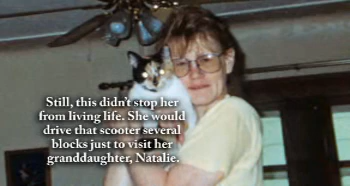 Still, this didn't stop her
from living life. She would
drive that scooter several
blocks just to visit her
granddaughter, Natalie.